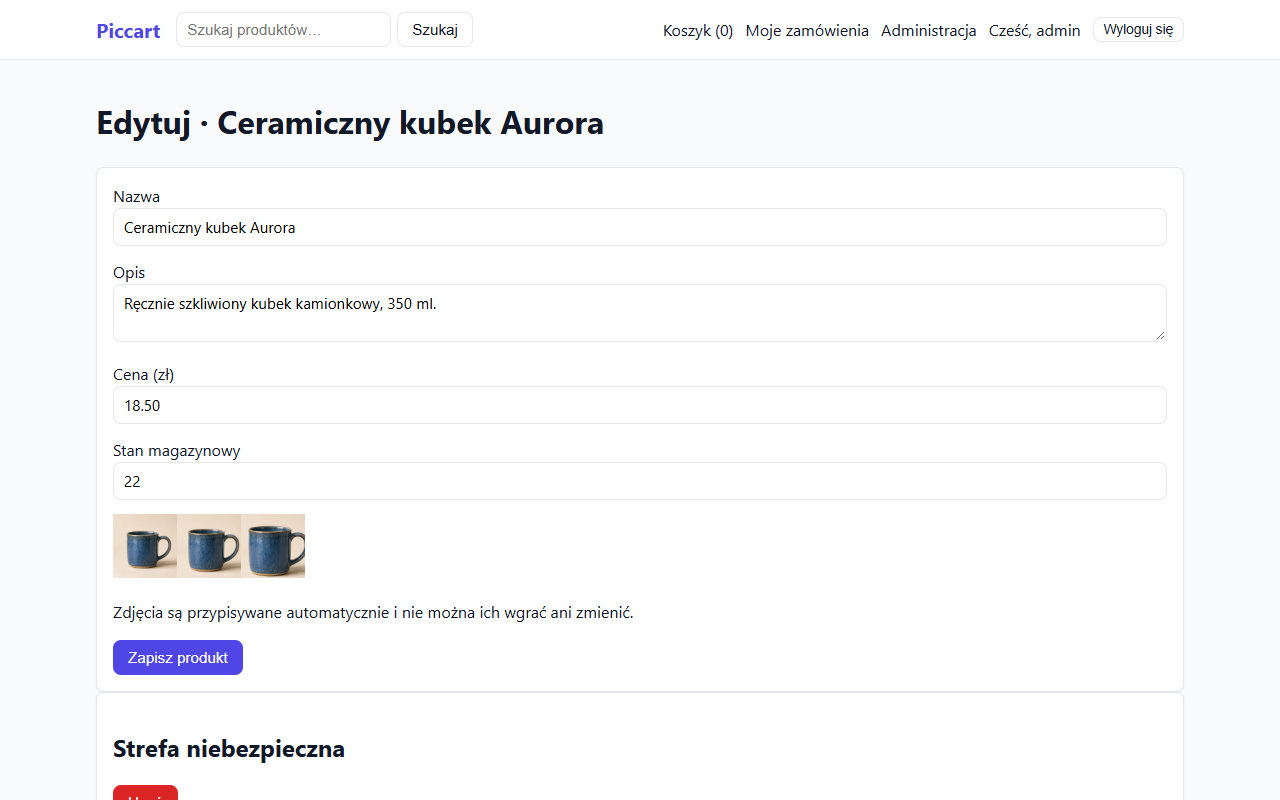 Piccart
Szukaj produktów…
Szukaj
Koszyk (0)
Moje zamówienia
Administracja
Cześć, admin
Wyloguj się
Edytuj · Ceramiczny kubek Aurora
Nazwa
Ceramiczny kubek Aurora
Opis
Ręcznie szkliwiony kubek kamionkowy, 350 ml.
Cena (zł)
18.50
Stan magazynowy
22
Zdjęcia są przypisywane automatycznie i nie można ich wgrać ani zmienić.
Zapisz produkt
Strefa niebezpieczna